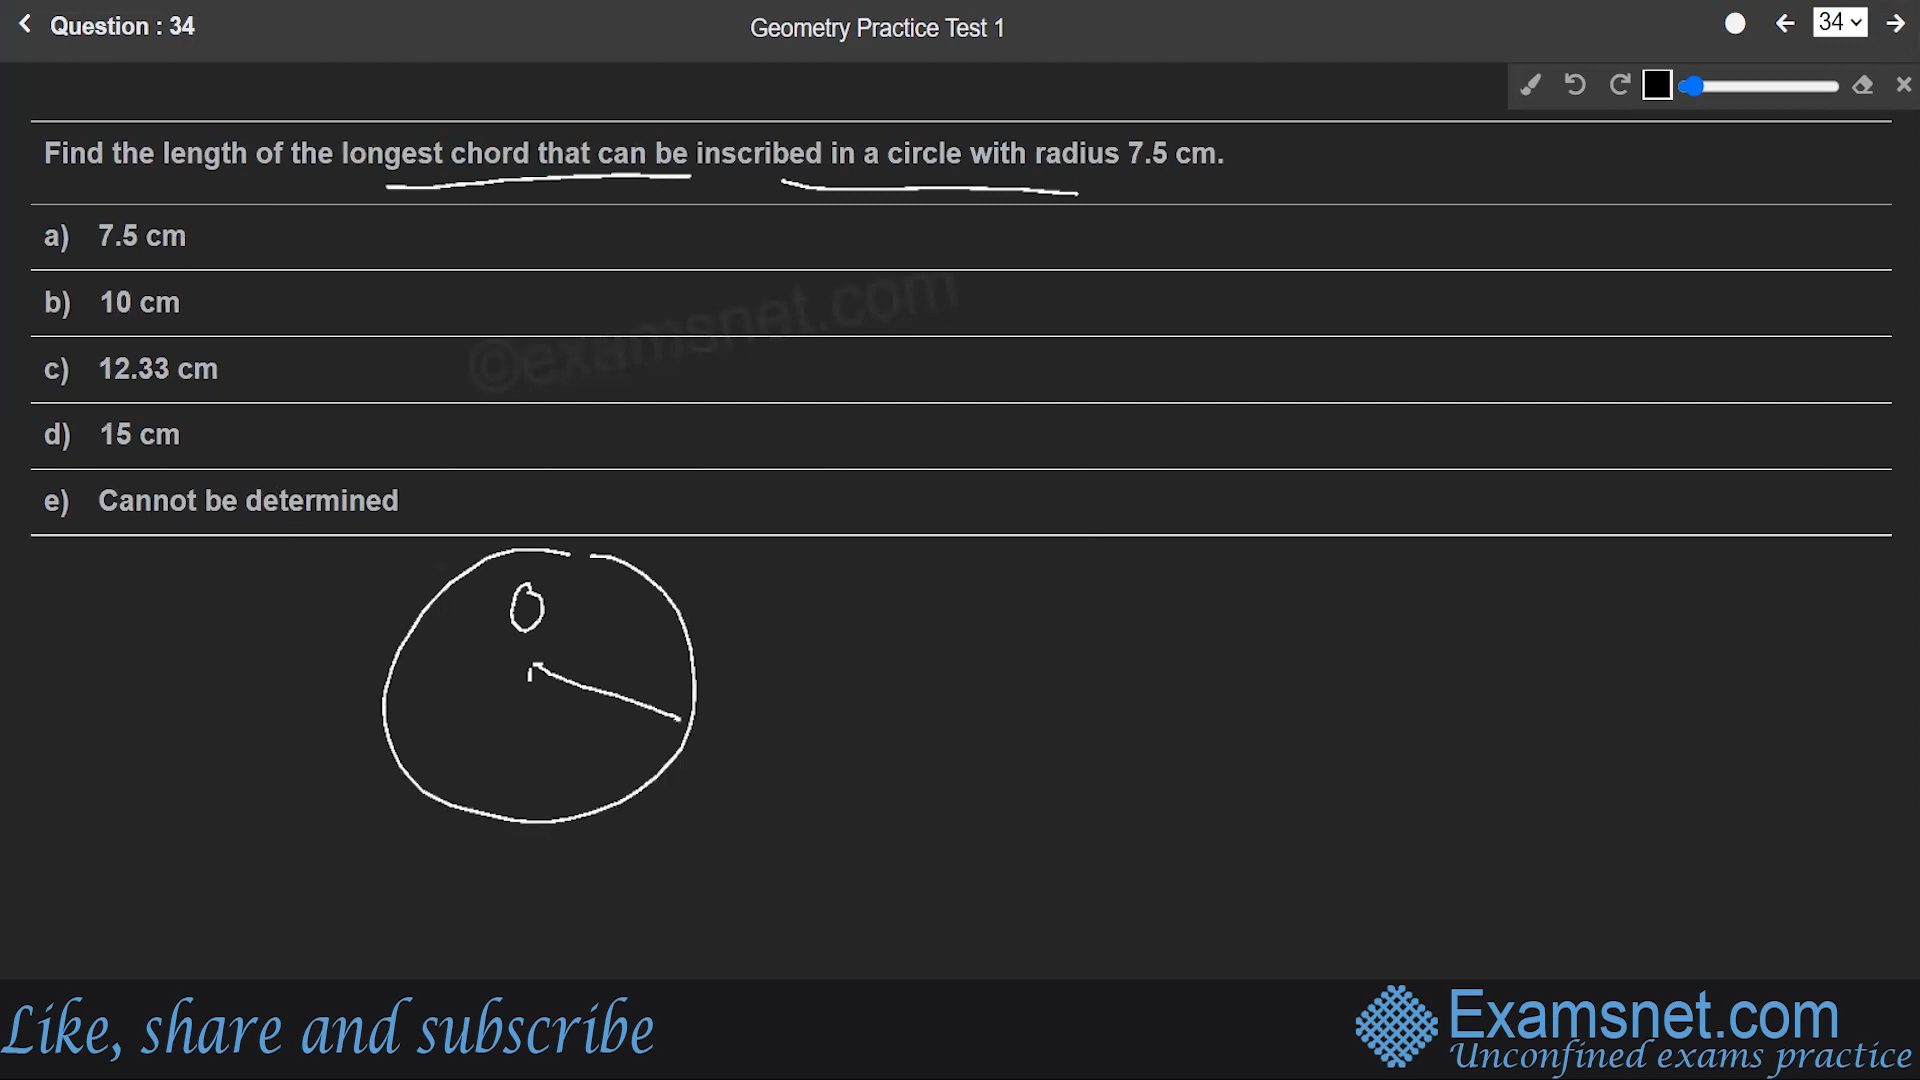 Question : 34
Geometry Practice Test 1
34
Find the length of the longest chord that can be inscribed in a circle with radius 7.5 cm.
a) 7.5 cm
b) 10 cm
©examsnet.com
c) 12.33 cm
d) 15 cm
e) Cannot be determined
O
Like, share and subscribe
Examsnet.com
Unconfined exams practice